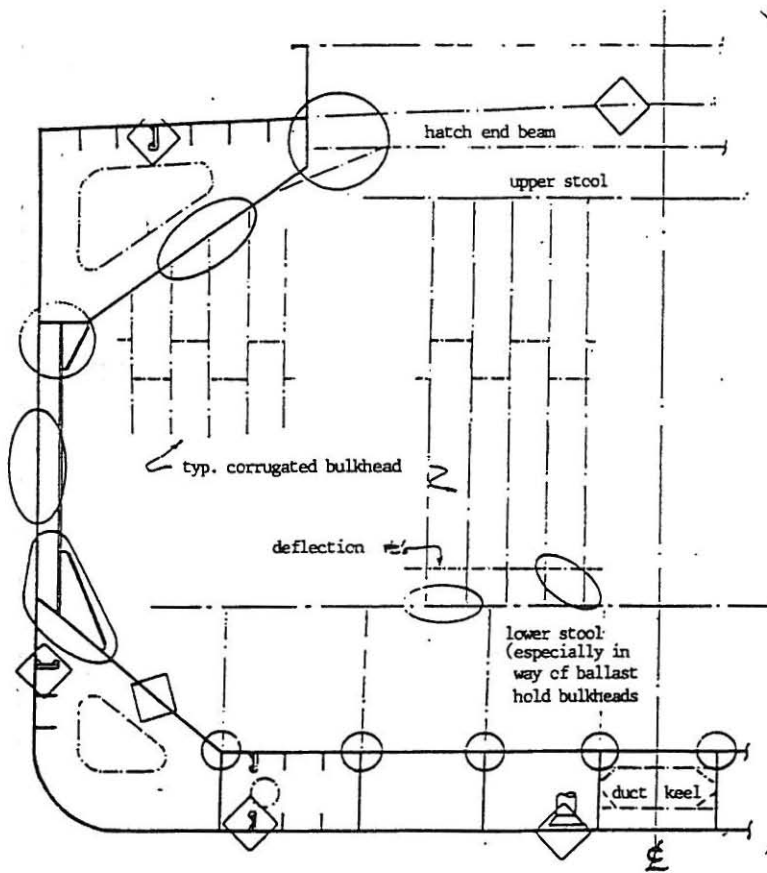 hatch end beam
upper stool
typ. corrugated bulkhead
deflection
lower stool
(especially in
way of ballast
hold bulkheads
duct keel
℄